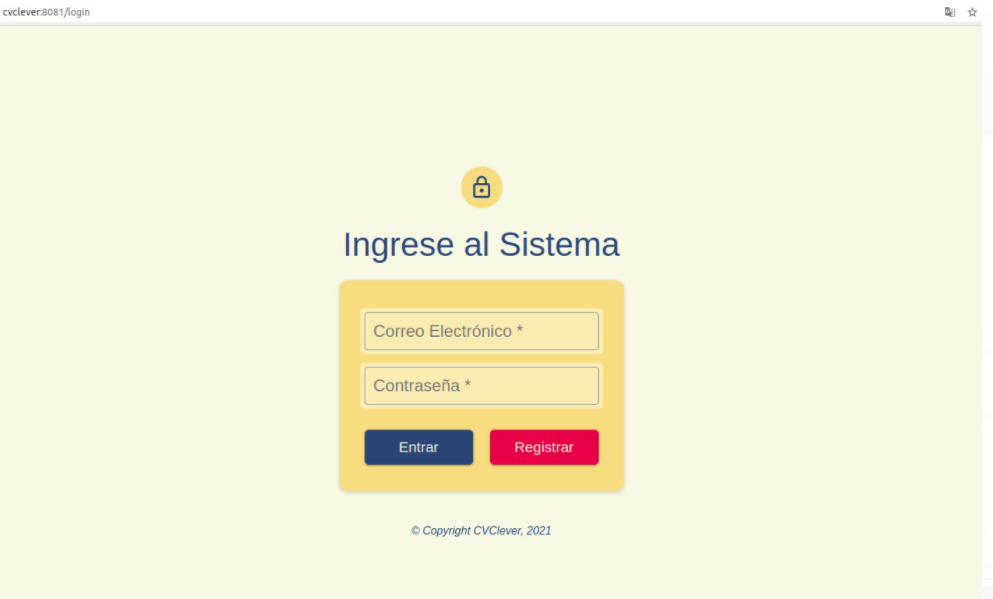 cvclever:8081/login
Ingrese al Sistema
Correo Electrónico *
Contraseña *
Entrar
Registrar
© Copyright CVClever, 2021